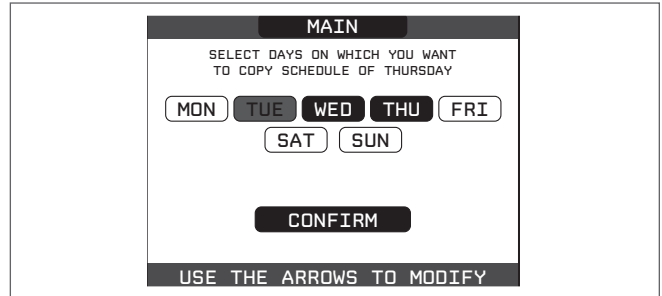 MAIN
SELECT DAYS ON WHICH YOU WANT
TO COPY SCHEDULE OF THURSDAY
MON TUE WED THU FRI
SAT SUN
CONFIRM
USE THE ARROWS TO MODIFY